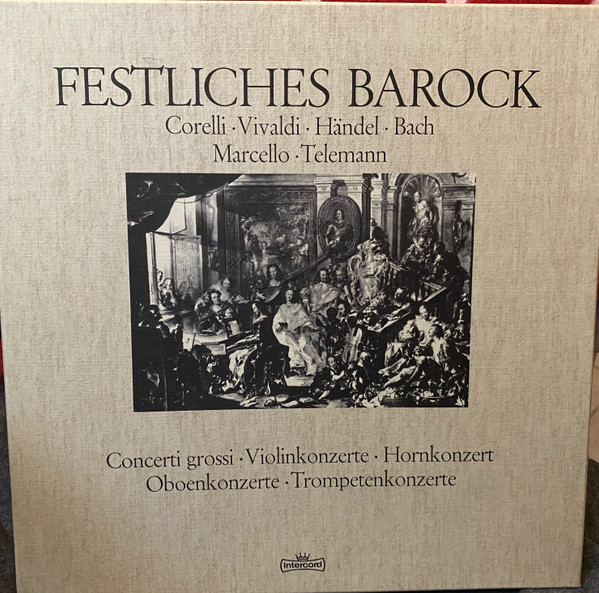 FESTLICHES BAROCK
Corelli · Vivaldi · Händel · Bach
Marcello · Telemann
Concerti grossi · Violinkonzerte · Hornkonzert
Oboenkonzerte · Trompetenkonzerte
Intercord